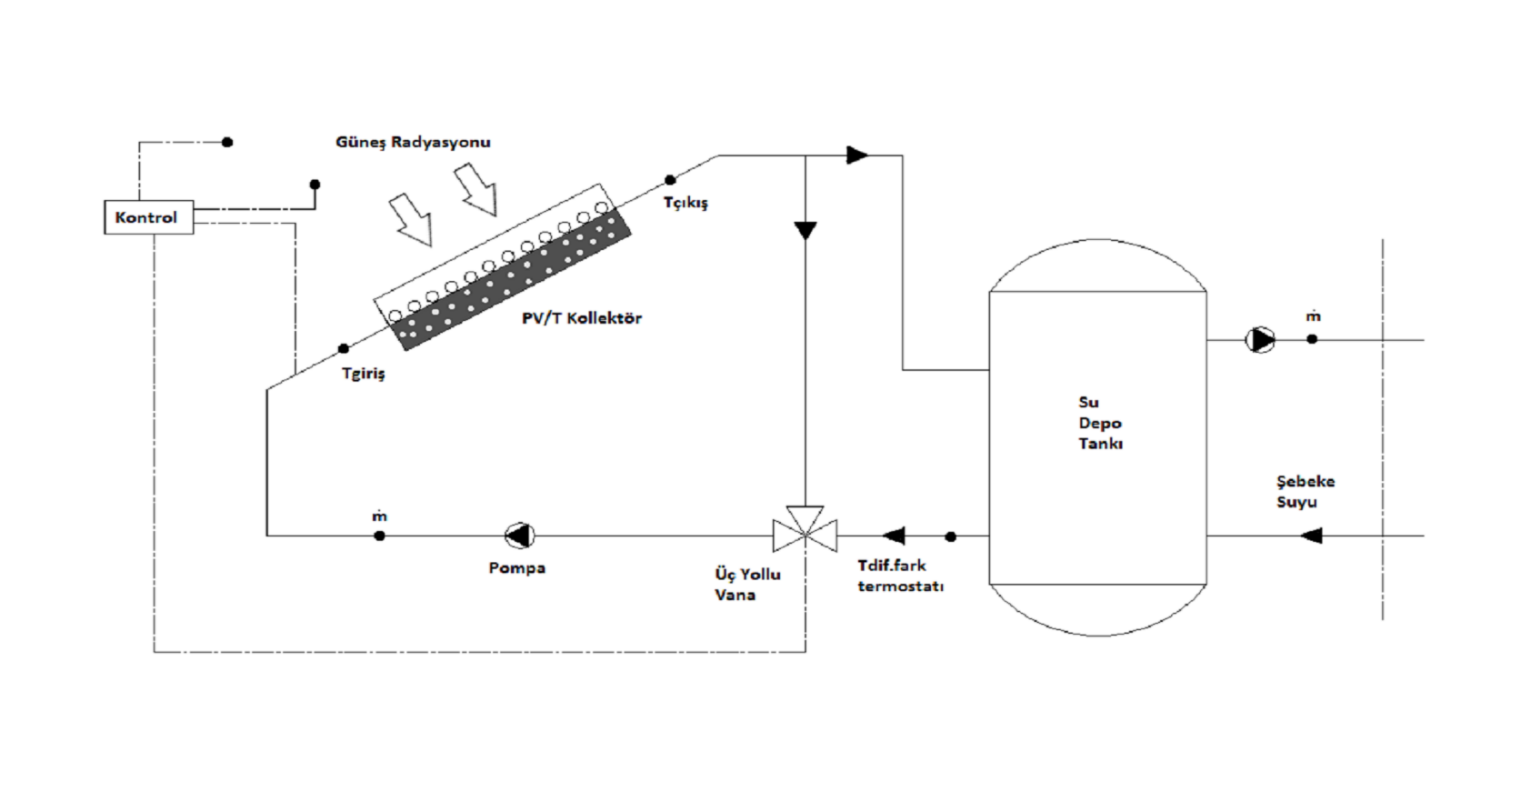 Güneş Radyasyonu
Kontrol
Tçıkış
PV/T Kollektör
Tgiriş
ṁ
Su
Depo
Tankı
Şebeke
Suyu
ṁ
Pompa
Üç Yollu
Vana
Tdif.fark
termostatı